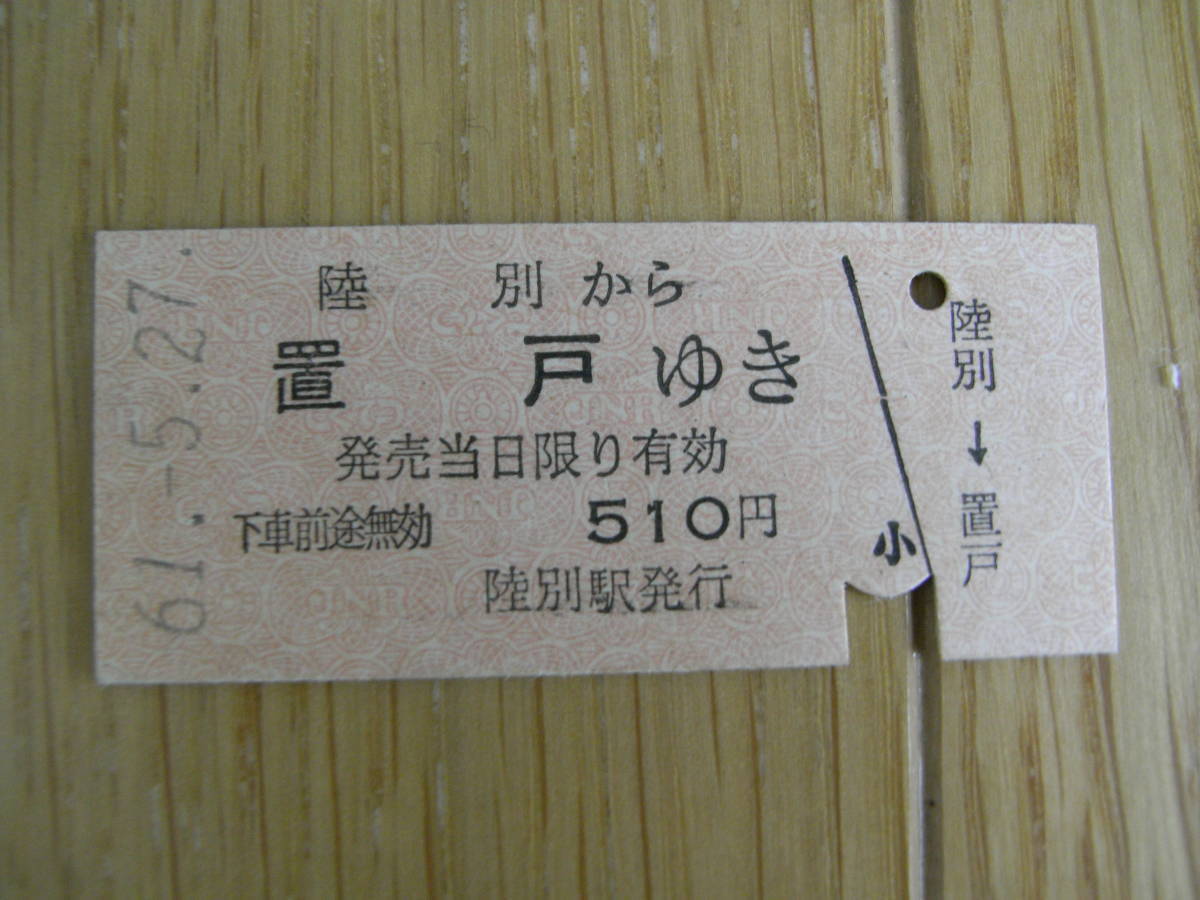 61.-5.27.
陸別から
置戸ゆき
発売当日限り有効
下車前途無効 510円
陸別駅発行
小
陸別→置戸